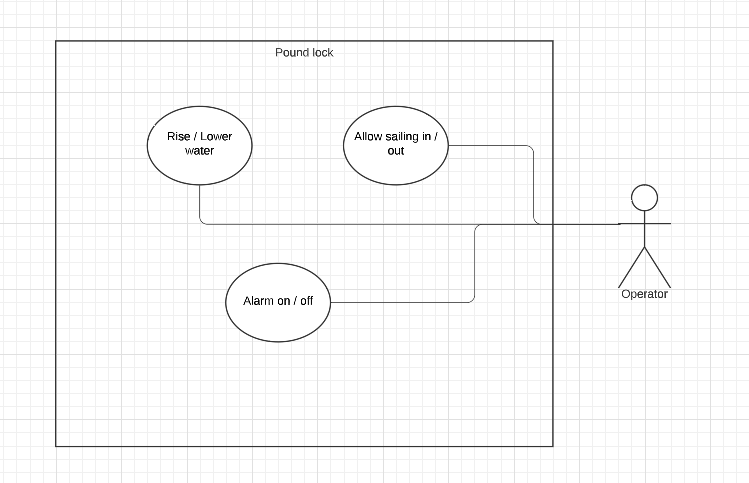 Pound lock
Rise / Lower
water
Allow sailing in /
out
Alarm on / off
Operator